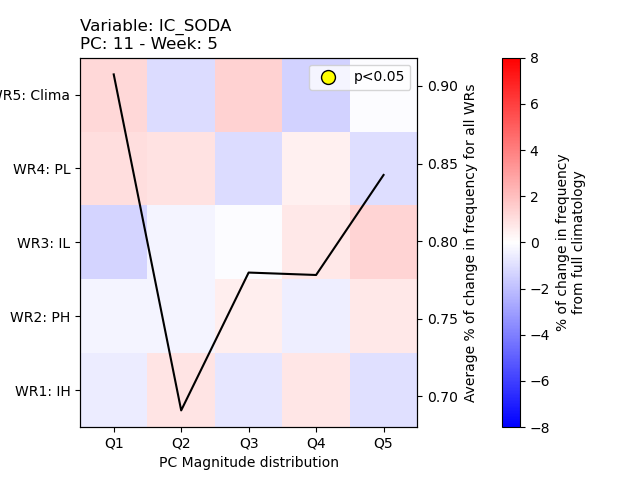 Variable: IC_SODA
PC: 11 - Week: 5
p<0.05
WR5: Clima
WR4: PL
WR3: IL
WR2: PH
WR1: IH
Q1 Q2 Q3 Q4 Q5
PC Magnitude distribution
0.90
0.85
0.80
0.75
0.70
Average % of change in frequency for all WRs
8
6
4
2
0
−2
−4
−6
−8
% of change in frequency
from full climatology